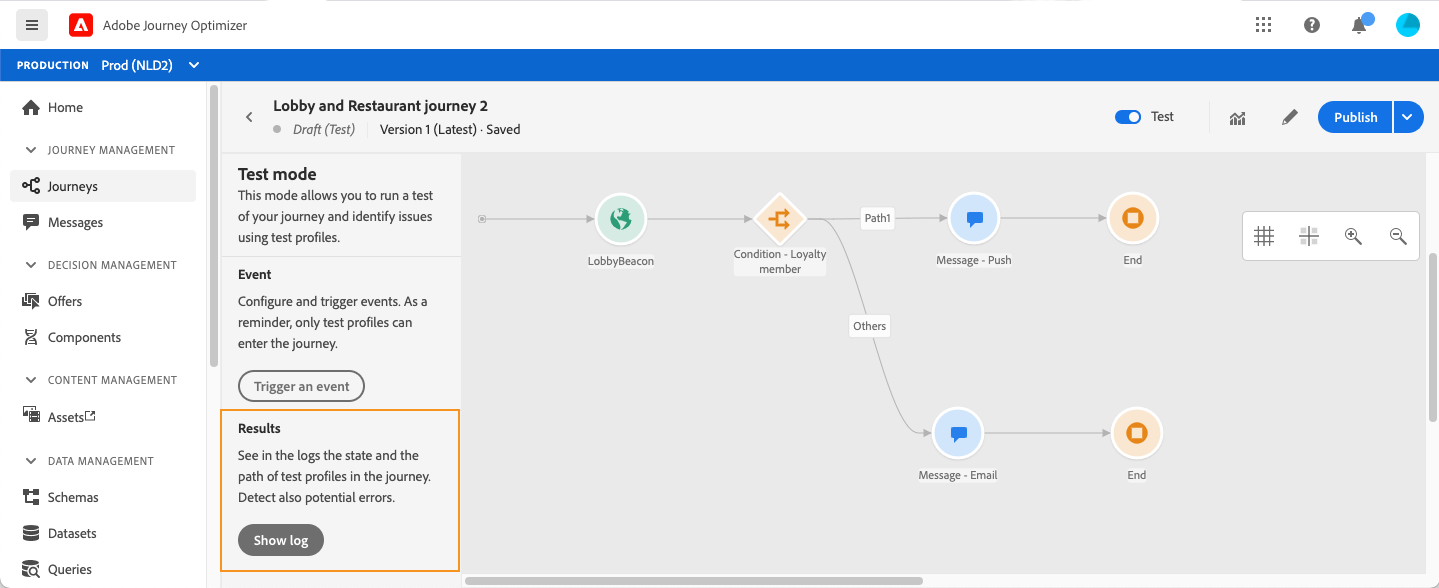 Adobe Journey Optimizer
PRODUCTION Prod (NLD2)
Home
JOURNEY MANAGEMENT
Journeys
Messages
DECISION MANAGEMENT
Offers
Components
CONTENT MANAGEMENT
Assets
DATA MANAGEMENT
Schemas
Datasets
Queries
Lobby and Restaurant journey 2
Draft (Test) Version 1 (Latest) · Saved
Test
Publish
Test mode
This mode allows you to run a test
of your journey and identify issues
using test profiles.
Event
Configure and trigger events. As a
reminder, only test profiles can
enter the journey.
Trigger an event
Results
See in the logs the state and the
path of test profiles in the journey.
Detect also potential errors.
Show log
LobbyBeacon
Condition - Loyalty
member
Path1
Message - Push
End
Others
Message - Email
End